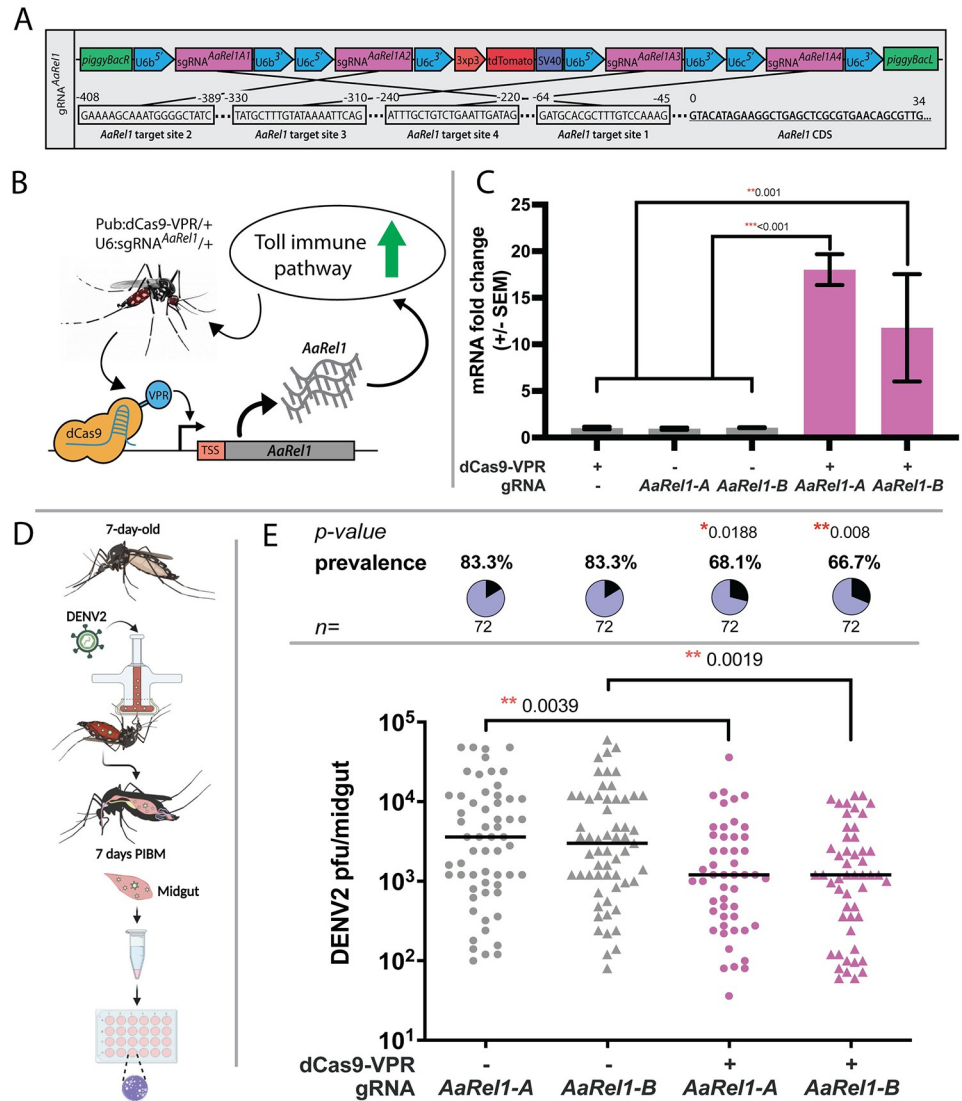 A
gRNA^AaRel1
piggyBacR U6b5' sgRNA^AaRel1A1 U6b3' U6c5' sgRNA^AaRel1A2 U6c3' 3xp3 tdTomato SV40 U6b5' sgRNA^AaRel1A3 U6b3' U6c5' sgRNA^AaRel1A4 U6c3' piggyBacL
-408 -389 -330 -310 -240 -220 -64 -45 0 34
GAAAAGCAAATGGGGCTATC TATGCTTTGTATAAAATTCAG ATTTGCTGTCTGAATTGATAG GATGCACGCTTTGTCCAAAG GTACATAGAAGGCTGAGCTCGCGTGAACAGCGTTG...
AaRel1 target site 2 AaRel1 target site 3 AaRel1 target site 4 AaRel1 target site 1 AaRel1 CDS
B
Pub:dCas9-VPR/+
U6:sgRNA^AaRel1/+
Toll immune
pathway
AaRel1
VPR
dCas9
TSS AaRel1
C
**0.001
***<0.001
mRNA fold change
(+/- SEM)
25
20
15
10
5
0
dCas9-VPR + - - + +
gRNA - AaRel1-A AaRel1-B AaRel1-A AaRel1-B
D
7-day-old
DENV2
7 days PIBM
Midgut
E
p-value *0.0188 **0.008
prevalence 83.3% 83.3% 68.1% 66.7%
n= 72 72 72 72
** 0.0019
** 0.0039
DENV2 pfu/midgut
10^5
10^4
10^3
10^2
10^1
dCas9-VPR - - + +
gRNA AaRel1-A AaRel1-B AaRel1-A AaRel1-B